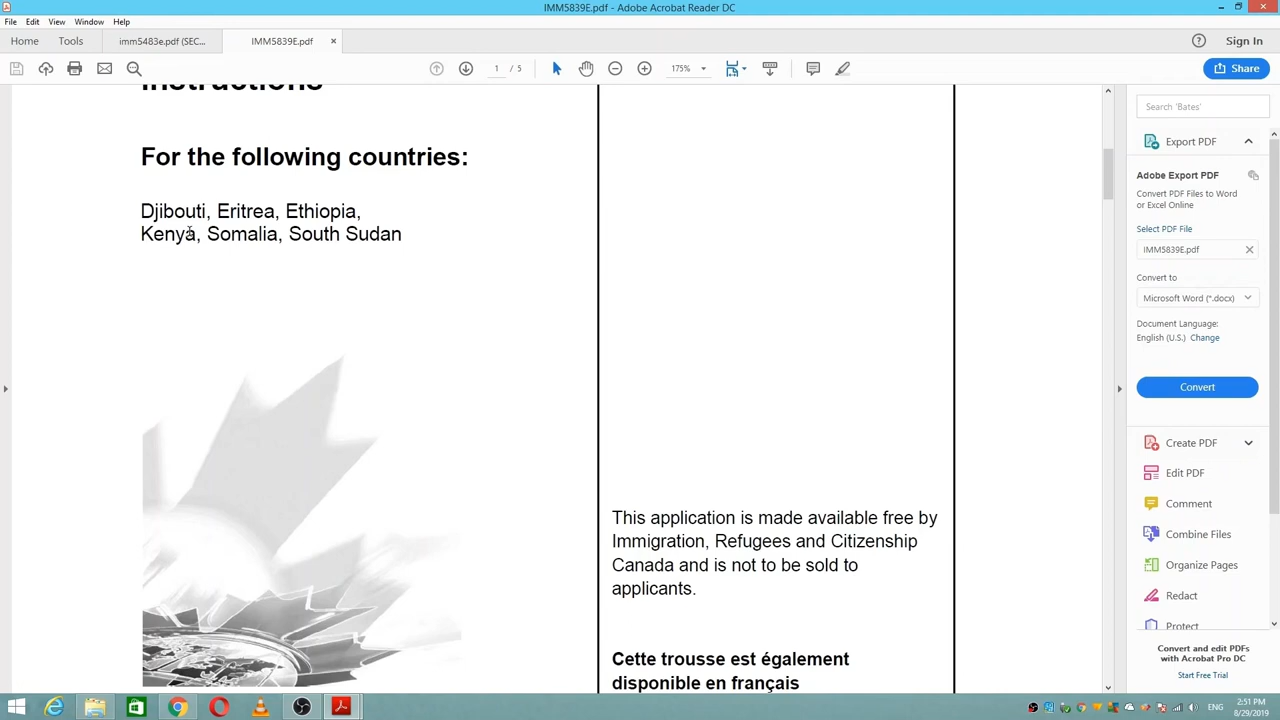 IMM5839E.pdf - Adobe Acrobat Reader DC
File Edit View Window Help
Home Tools imm5483e.pdf (SEC... IMM5839E.pdf × Sign In
1 / 5 175% Share
Instructions
For the following countries:
Djibouti, Eritrea, Ethiopia,
Kenya, Somalia, South Sudan
This application is made available free by
Immigration, Refugees and Citizenship
Canada and is not to be sold to
applicants.
Cette trousse est également
disponible en français
Search 'Bates'
Export PDF
Adobe Export PDF
Convert PDF Files to Word
or Excel Online
Select PDF File
IMM5839E.pdf
Convert to
Microsoft Word (*.docx)
Document Language:
English (U.S.) Change
Convert
Create PDF
Edit PDF
Comment
Combine Files
Organize Pages
Redact
Protect
Convert and edit PDFs
with Acrobat Pro DC
Start Free Trial
ENG
2:51 PM
8/29/2019